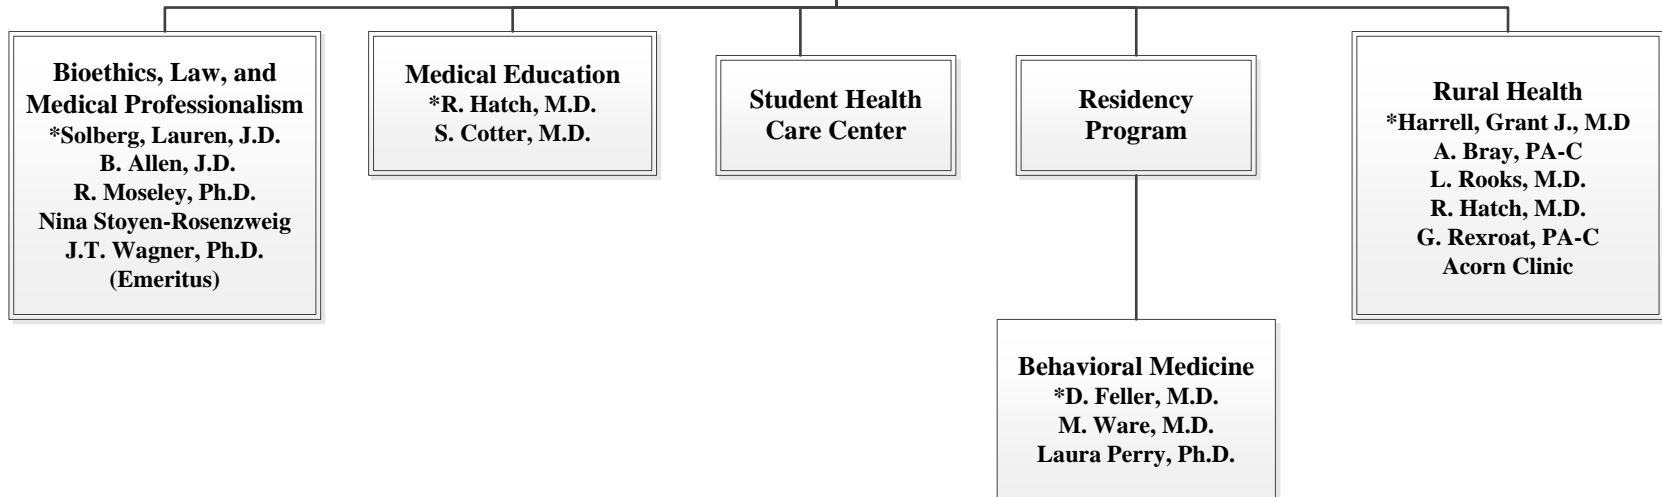 Bioethics, Law, and
Medical Professionalism
*Solberg, Lauren, J.D.
B. Allen, J.D.
R. Moseley, Ph.D.
Nina Stoyen-Rosenzweig
J.T. Wagner, Ph.D.
(Emeritus)
Medical Education
*R. Hatch, M.D.
S. Cotter, M.D.
Student Health
Care Center
Residency
Program
Rural Health
*Harrell, Grant J., M.D
A. Bray, PA-C
L. Rooks, M.D.
R. Hatch, M.D.
G. Rexroat, PA-C
Acorn Clinic
Behavioral Medicine
*D. Feller, M.D.
M. Ware, M.D.
Laura Perry, Ph.D.